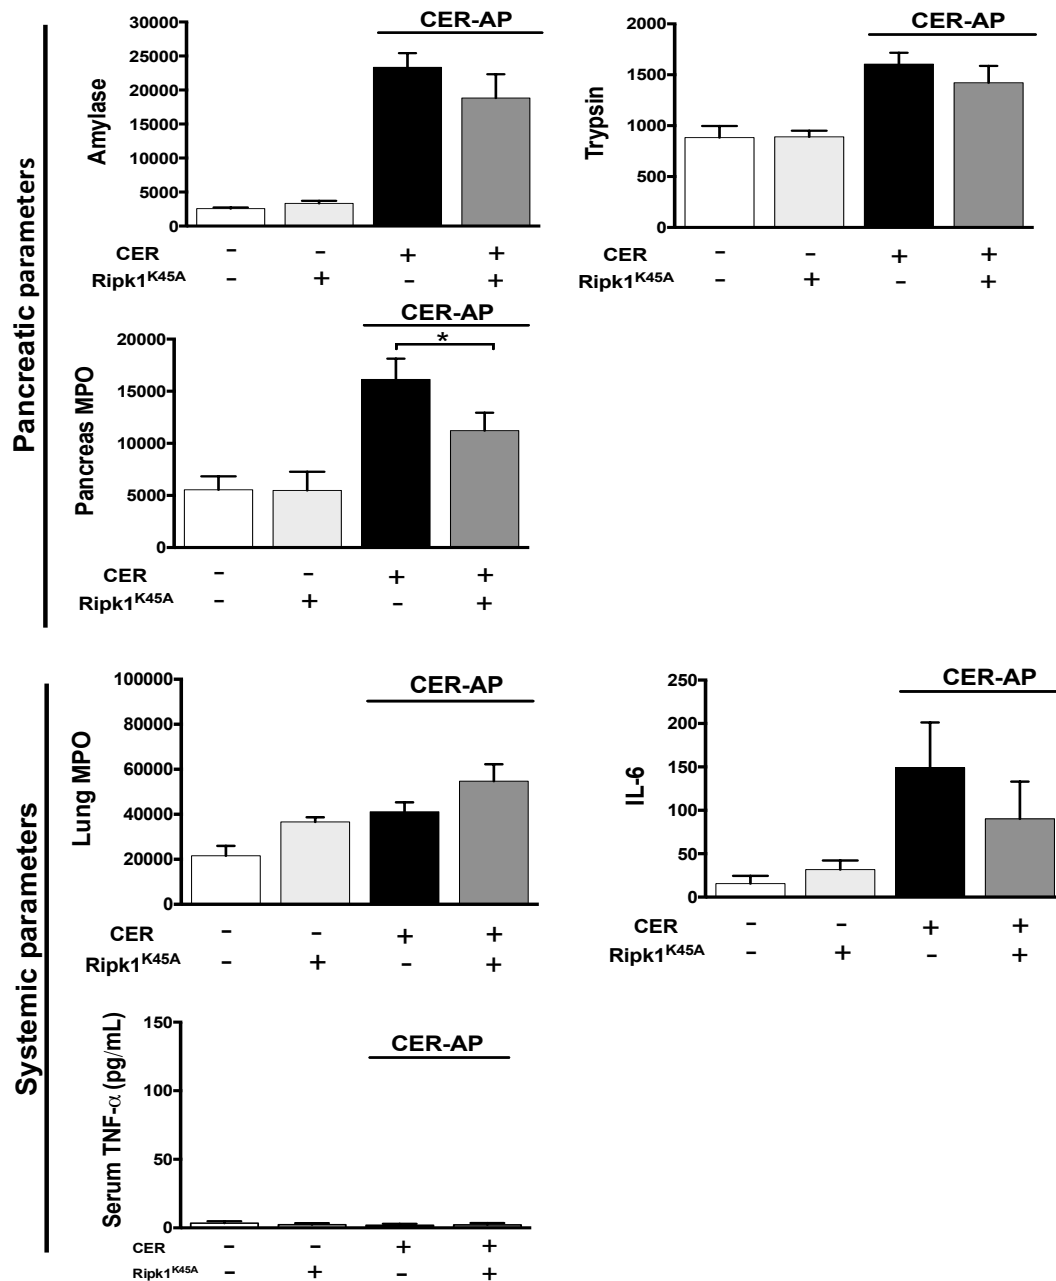 Pancreatic parameters
CER-AP
Amylase
30000
25000
20000
15000
10000
5000
0
CER - - + +
Ripk1K45A - + - +
CER-AP
Trypsin
2000
1500
1000
500
0
CER - - + +
Ripk1K45A - + - +
CER-AP
*
Pancreas MPO
20000
15000
10000
5000
0
CER - - + +
Ripk1K45A - + - +
Systemic parameters
CER-AP
Lung MPO
100000
80000
60000
40000
20000
0
CER - - + +
Ripk1K45A - + - +
CER-AP
IL-6
250
200
150
100
50
0
CER - - + +
Ripk1K45A - + - +
CER-AP
Serum TNF-α (pg/mL)
150
100
50
0
CER - - + +
Ripk1K45A - + - +